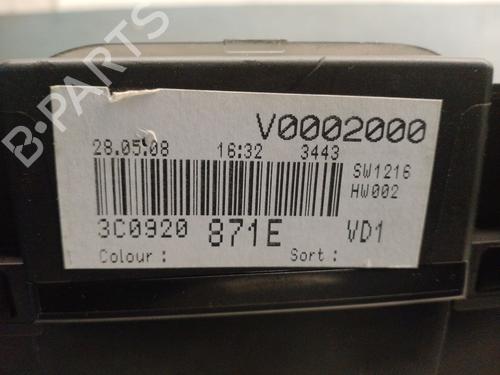 V0002000
28.05.08 16:32 3443
SW1216
HW002
3C0920 871E VD1
Colour : Sort :
B-PARTS